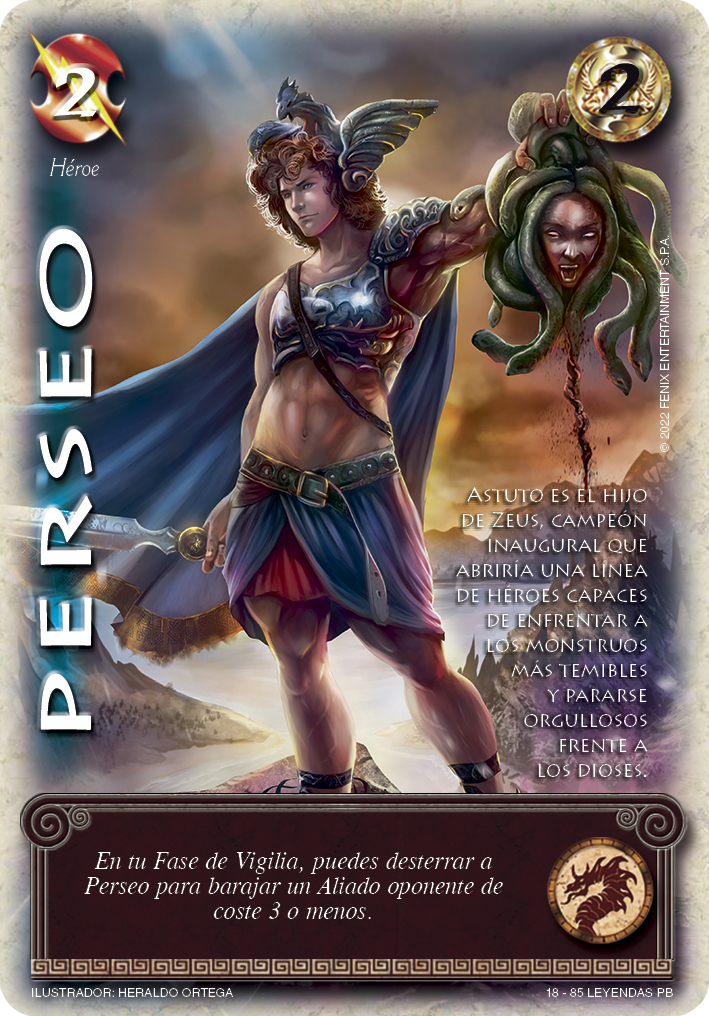 2
2
Héroe
PERSEO
© 2022 FENIX ENTERTAINMENT S.P.A.
ASTUTO ES EL HIJO
DE ZEUS, CAMPEÓN
INAUGURAL QUE
ABRIRÍA UNA LÍNEA
DE HÉROES CAPACES
DE ENFRENTAR A
LOS MONSTRUOS
MÁS TEMIBLES
Y PARARSE
ORGULLOSOS
FRENTE A
LOS DIOSES.
En tu Fase de Vigilia, puedes desterrar a
Perseo para barajar un Aliado oponente de
coste 3 o menos.
ILUSTRADOR: HERALDO ORTEGA
18 - 85 LEYENDAS PB